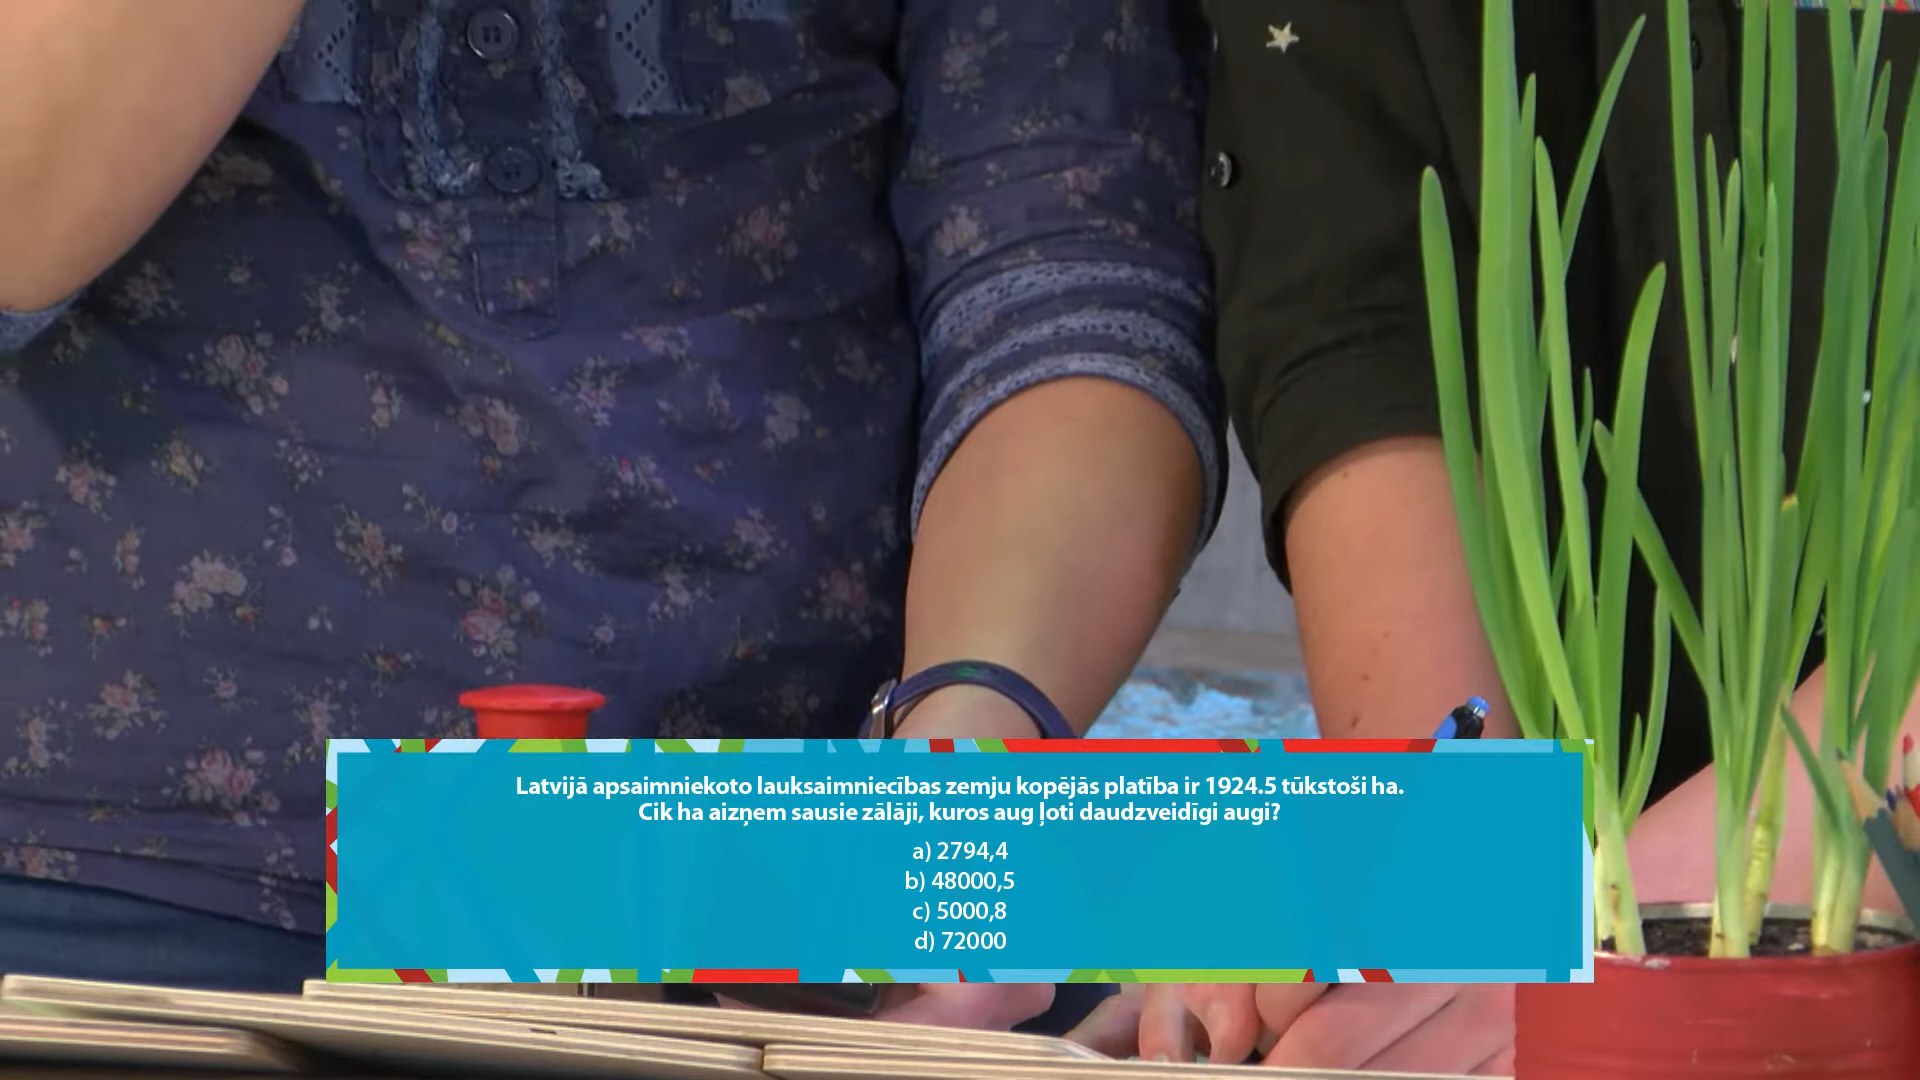 Latvijā apsaimniekoto lauksaimniecības zemju kopējās platība ir 1924.5 tūkstoši ha.
Cik ha aizņem sausie zālāji, kuros aug ļoti daudzveidīgi augi?
a) 2794,4
b) 48000,5
c) 5000,8
d) 72000